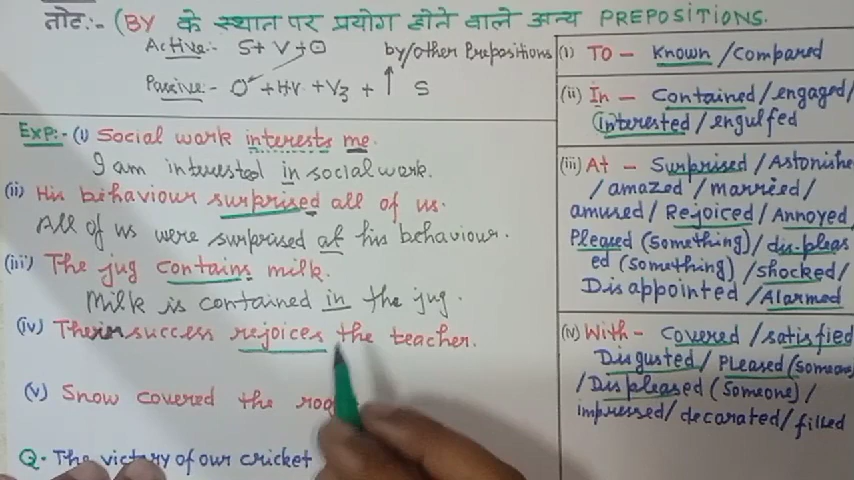 नोट:- (BY के स्थान पर प्रयोग होने वाले अन्य PREPOSITIONS.
Active:- S+ V +O
by/other Prepositions
Passive:- O + HV + V3 + S
Exp:- (i) Social work interests me.
I am interested in social work.
(ii) His behaviour surprised all of us.
All of us were surprised at his behaviour.
(iii) The jug contains milk.
Milk is contained in the jug.
(iv) Their success rejoices the teacher.
(v) Snow covered the
Q. The victory of our cricket
(i) TO - Known /compared
(ii) In - Contained/engaged/
interested/engulfed
(iii) At - Surprised /Astonishe
/amazed/married/
amused/ Rejoiced/Annoyed
Pleased (something)/displeas
ed (something)/shocked/
Disappointed/Alarmed
(iv) With - Covered/satisfied
Disgusted/ Pleased (someone)
/Displeased (someone)/
impressed/decorated/filled